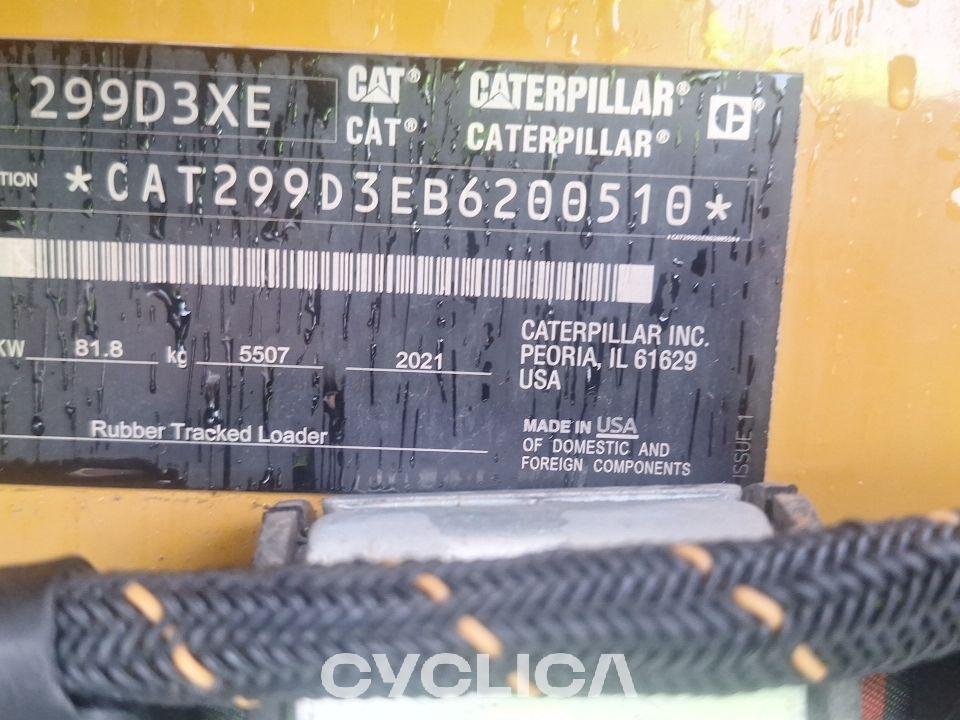 299D3XE CAT® CATERPILLAR®
CAT® CATERPILLAR®
*CAT299D3EB6200510*
KW 81.8 kg 5507 2021
CATERPILLAR INC.
PEORIA, IL 61629
USA
Rubber Tracked Loader
MADE IN USA
OF DOMESTIC AND
FOREIGN COMPONENTS
ISSUE 1
CYCLICA